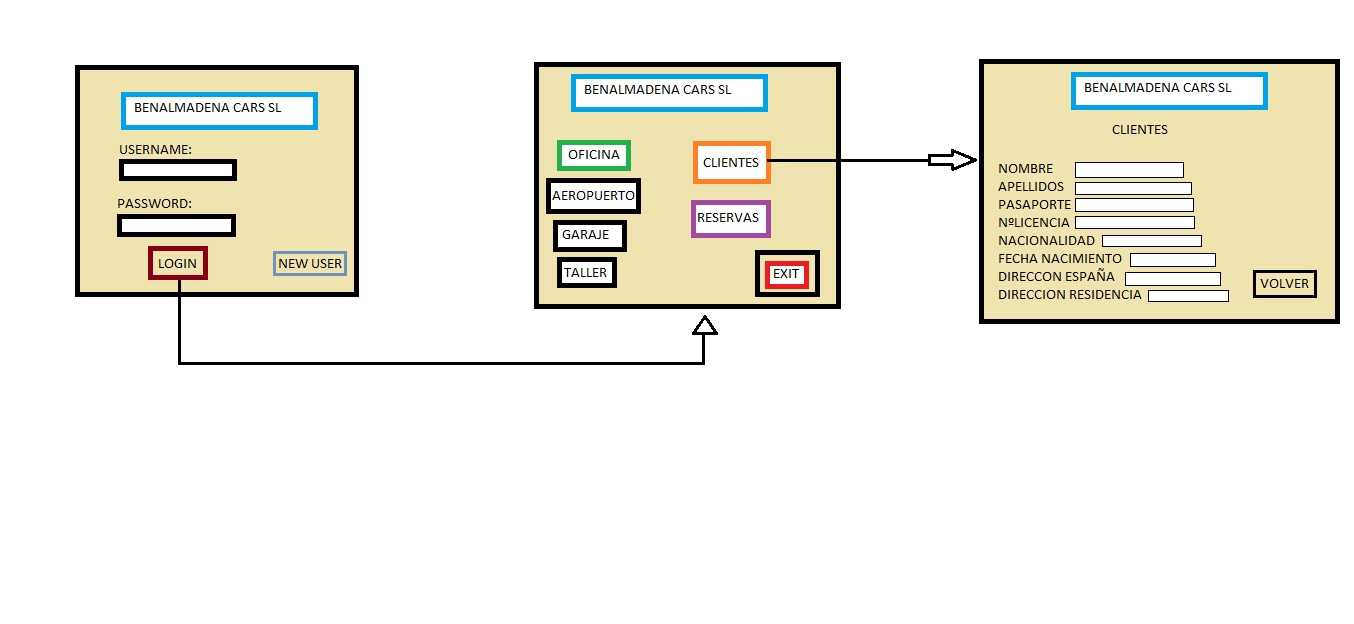 BENALMADENA CARS SL
USERNAME:
PASSWORD:
LOGIN
NEW USER
BENALMADENA CARS SL
OFICINA
AEROPUERTO
GARAJE
TALLER
CLIENTES
RESERVAS
EXIT
BENALMADENA CARS SL
CLIENTES
NOMBRE
APELLIDOS
PASAPORTE
NºLICENCIA
NACIONALIDAD
FECHA NACIMIENTO
DIRECCON ESPAÑA
DIRECCION RESIDENCIA
VOLVER